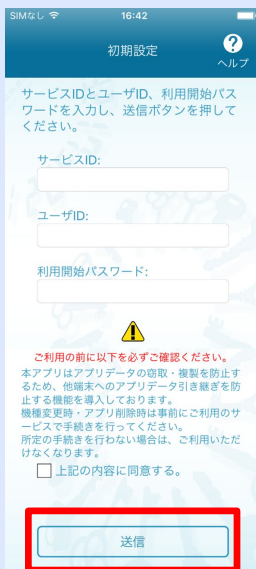 SIMなし 16:42
初期設定
?
ヘルプ
サービスIDとユーザID、利用開始パス
ワードを入力し、送信ボタンを押して
ください。
サービスID:
ユーザID:
利用開始パスワード:
ご利用の前に以下を必ずご確認ください。
本アプリはアプリデータの窃取・複製を防止す
るため、他端末へのアプリデータ引き継ぎを防
止する機能を導入しております。
機種変更時・アプリ削除時は事前にご利用のサ
ービスで手続きを行ってください。
所定の手続きを行わない場合は、ご利用いただ
けなくなります。
上記の内容に同意する。
送信